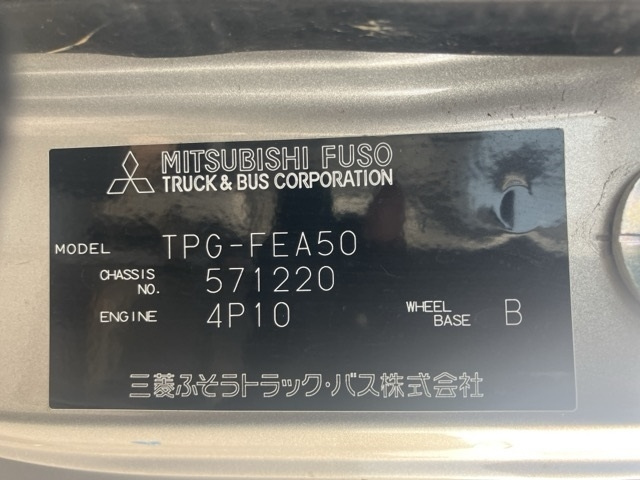 MITSUBISHI FUSO
TRUCK & BUS CORPORATION
MODEL TPG-FEA50
CHASSIS NO. 571220
ENGINE 4P10 WHEEL BASE B
三菱ふそうトラック・バス株式会社